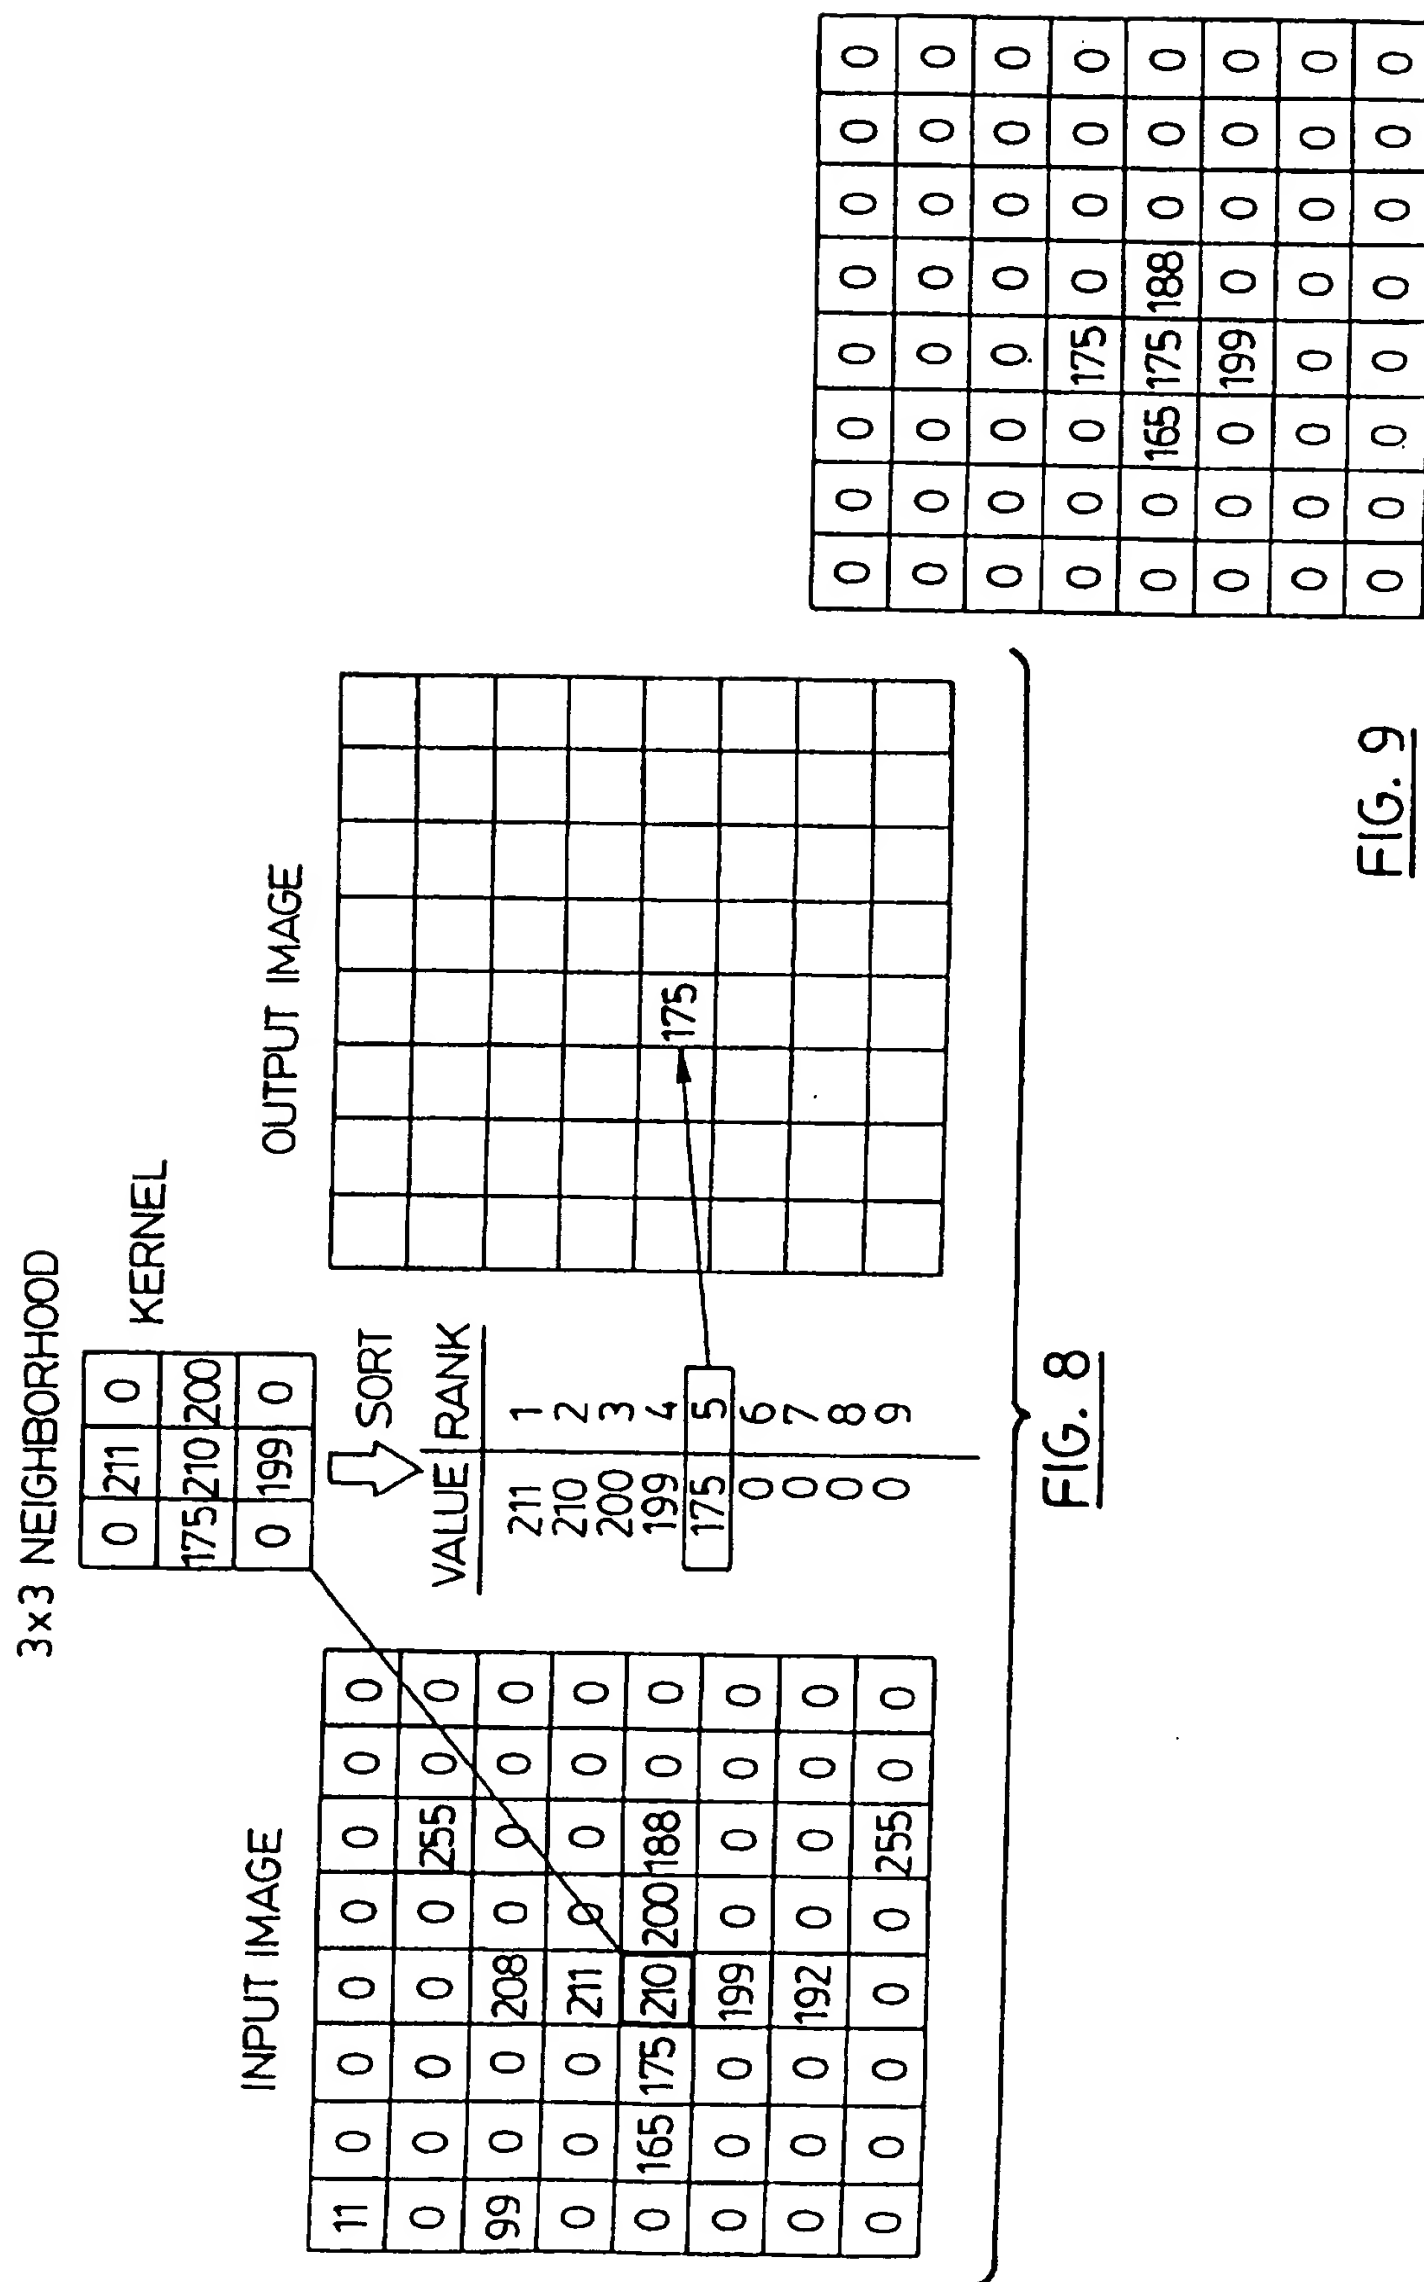 3x3 NEIGHBORHOOD
0 211 0
175 210 200
0 199 0
KERNEL
SORT
INPUT IMAGE
11 0 0 0 0 0 0 0
0 0 0 0 0 255 0 0
99 0 0 208 0 0 0 0
0 0 0 211 0 0 0 0
0 165 175 210 200 188 0 0
0 0 0 199 0 0 0 0
0 0 0 192 0 0 0 0
0 0 0 0 0 255 0 0
VALUE RANK
211 1
210 2
200 3
199 4
175 5
0 6
0 7
0 8
0 9
OUTPUT IMAGE
175
FIG. 8
0 0 0 0 0 0 0 0
0 0 0 0 0 0 0 0
0 0 0 0 0 0 0 0
0 0 0 175 0 0 0 0
0 0 165 175 188 0 0 0
0 0 0 199 0 0 0 0
0 0 0 0 0 0 0 0
0 0 0 0 0 0 0 0
FIG. 9